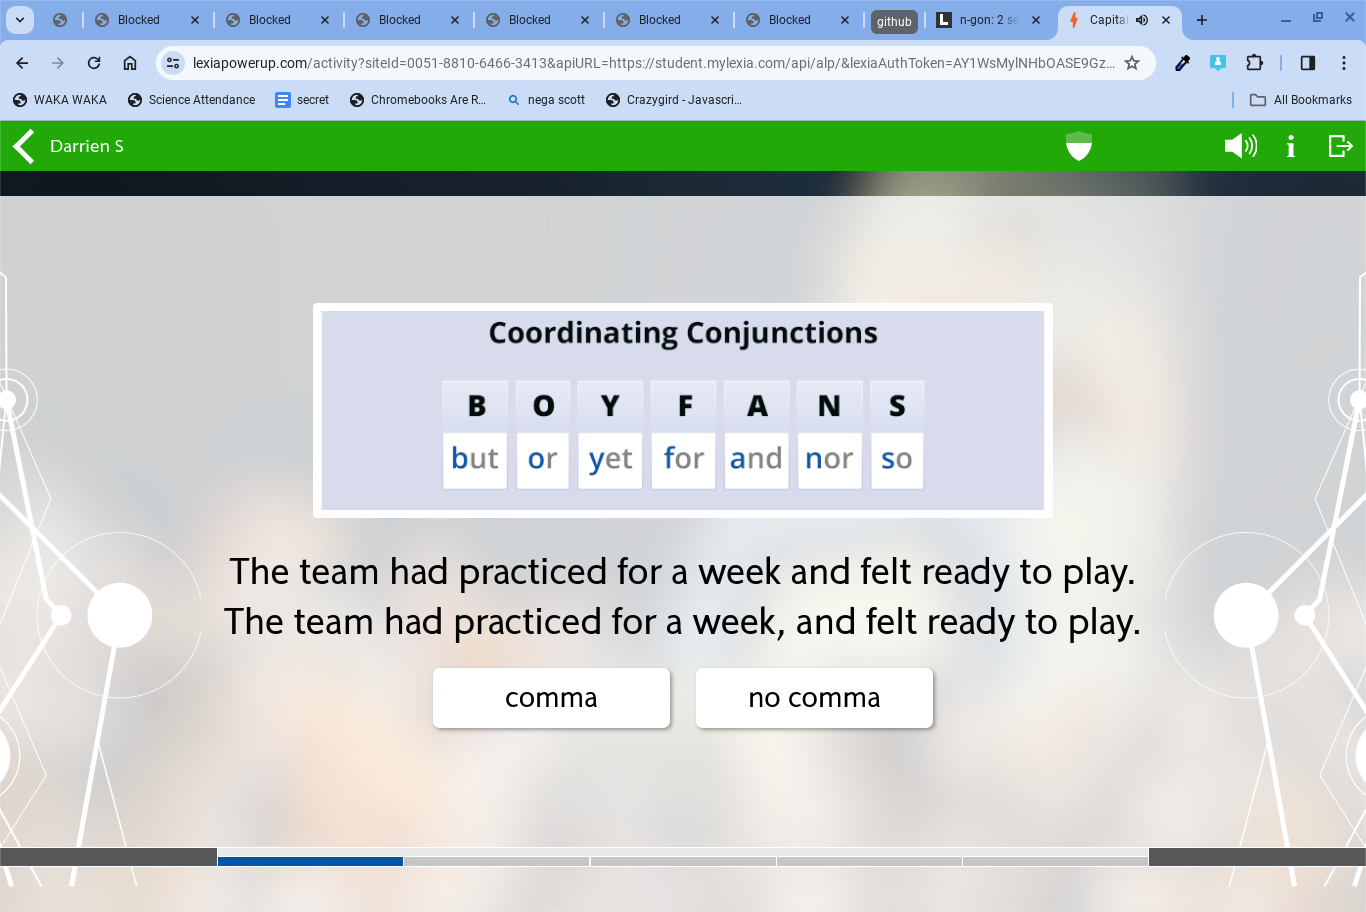 Blocked
Blocked
Blocked
Blocked
Blocked
Blocked
github
n-gon: 2 se
Capital
lexiapowerup.com/activity?siteId=0051-8810-6466-3413&apiURL=https://student.mylexia.com/api/alp/&lexiaAuthToken=AY1WsMylNHbOASE9Gz...
WAKA WAKA
Science Attendance
secret
Chromebooks Are R...
nega scott
Crazygird - Javascri...
All Bookmarks
Darrien S
Coordinating Conjunctions
B O Y F A N S
but or yet for and nor so
The team had practiced for a week and felt ready to play.
The team had practiced for a week, and felt ready to play.
comma
no comma